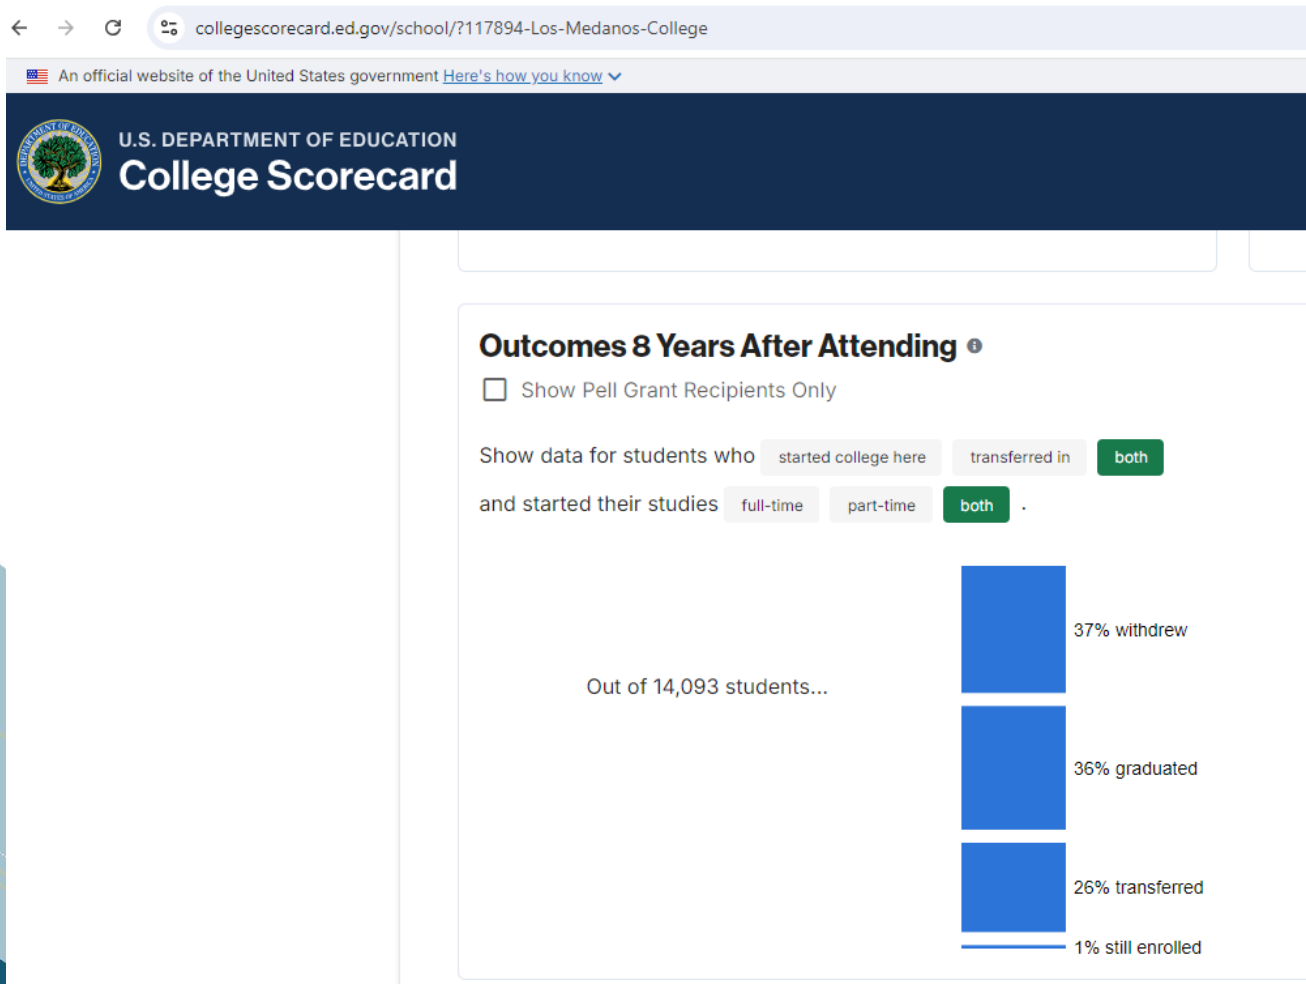 collegescorecard.ed.gov/school/?117894-Los-Medanos-College
An official website of the United States government Here's how you know
U.S. DEPARTMENT OF EDUCATION
College Scorecard
Outcomes 8 Years After Attending
Show Pell Grant Recipients Only
Show data for students who started college here transferred in both
and started their studies full-time part-time both .
37% withdrew
Out of 14,093 students...
36% graduated
26% transferred
1% still enrolled